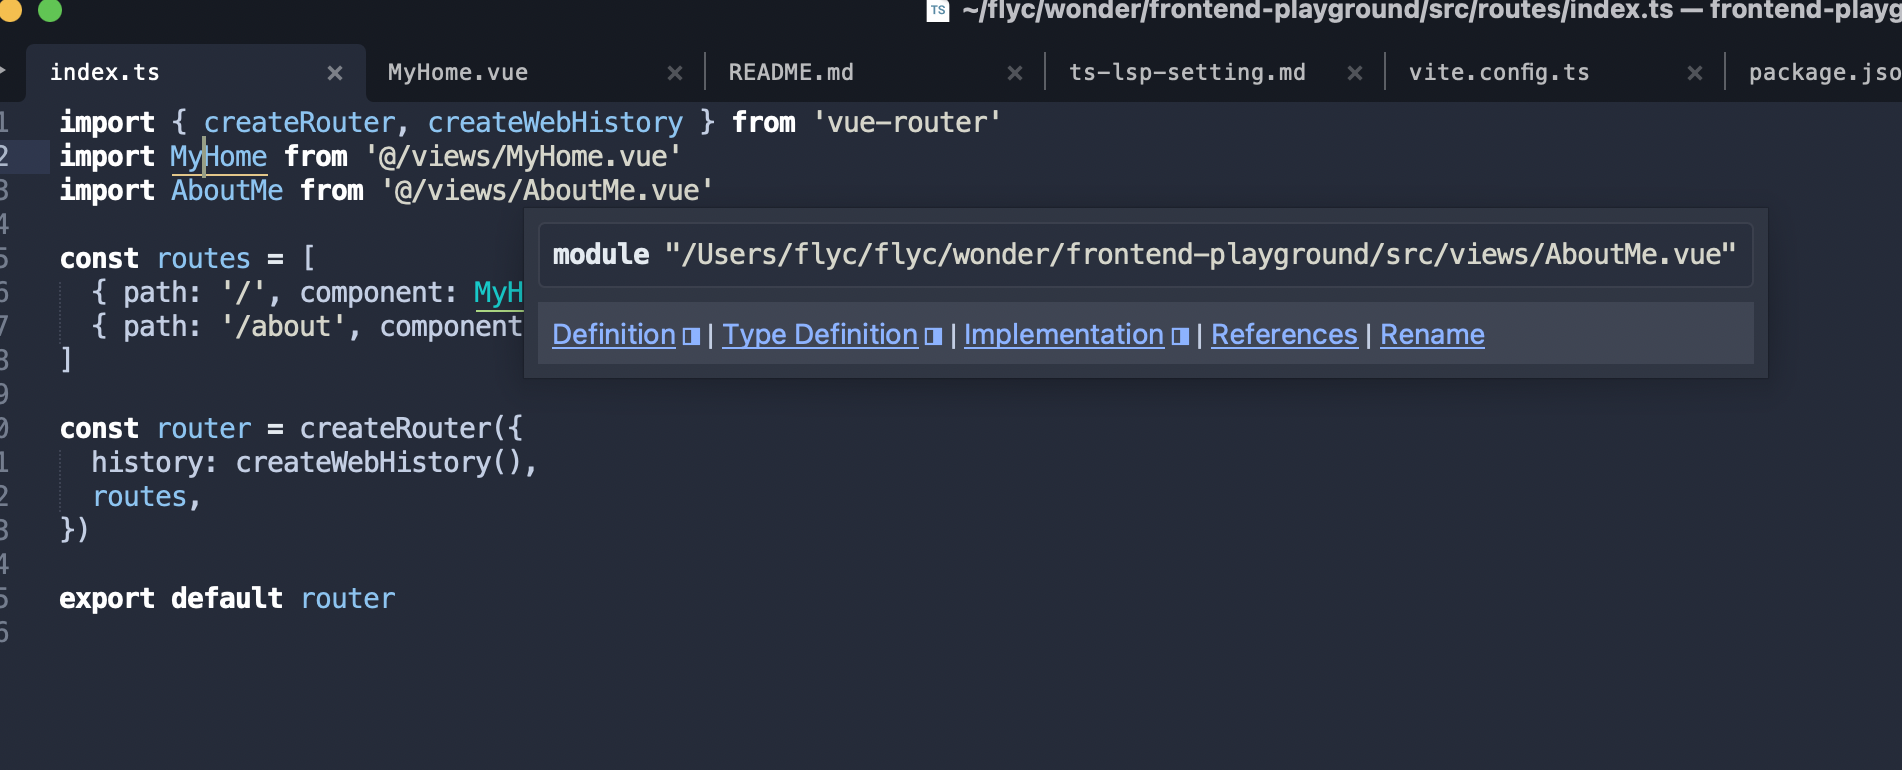 TS ~/flyc/wonder/frontend-playground/src/routes/index.ts — frontend-playg
index.ts × MyHome.vue × README.md × ts-lsp-setting.md × vite.config.ts × package.jso
1 import { createRouter, createWebHistory } from 'vue-router'
2 import MyHome from '@/views/MyHome.vue'
3 import AboutMe from '@/views/AboutMe.vue'
4
module "/Users/flyc/flyc/wonder/frontend-playground/src/views/AboutMe.vue"
5 const routes = [
6 { path: '/', component: MyH
7 { path: '/about', component
Definition | Type Definition | Implementation | References | Rename
8 ]
9
0 const router = createRouter({
1 history: createWebHistory(),
2 routes,
3 })
4
5 export default router
6